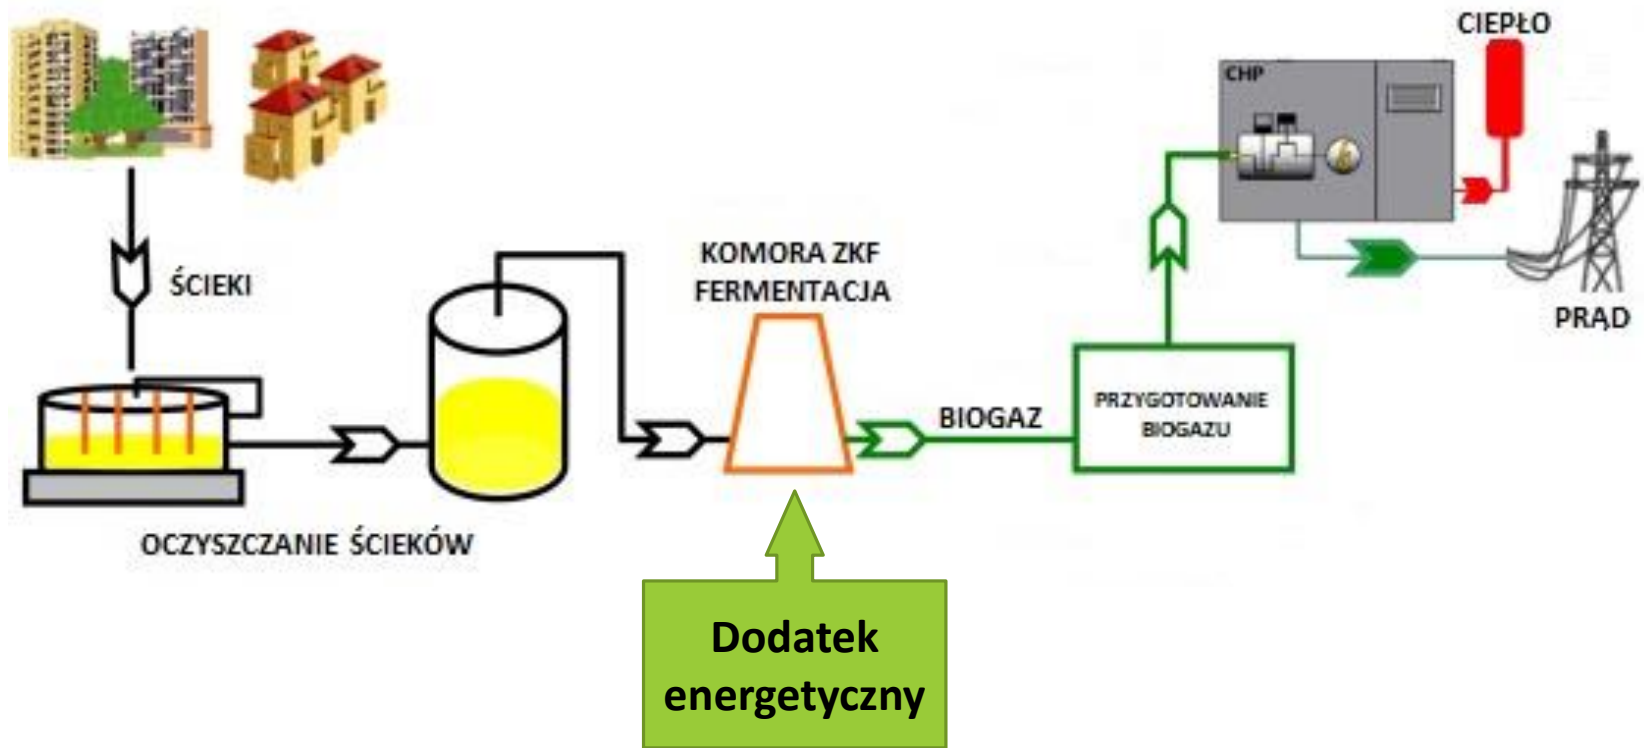 CIEPŁO
CHP
ŚCIEKI
KOMORA ZKF
FERMENTACJA
PRĄD
BIOGAZ
PRZYGOTOWANIE
BIOGAZU
OCZYSZCZANIE ŚCIEKÓW
Dodatek
energetyczny